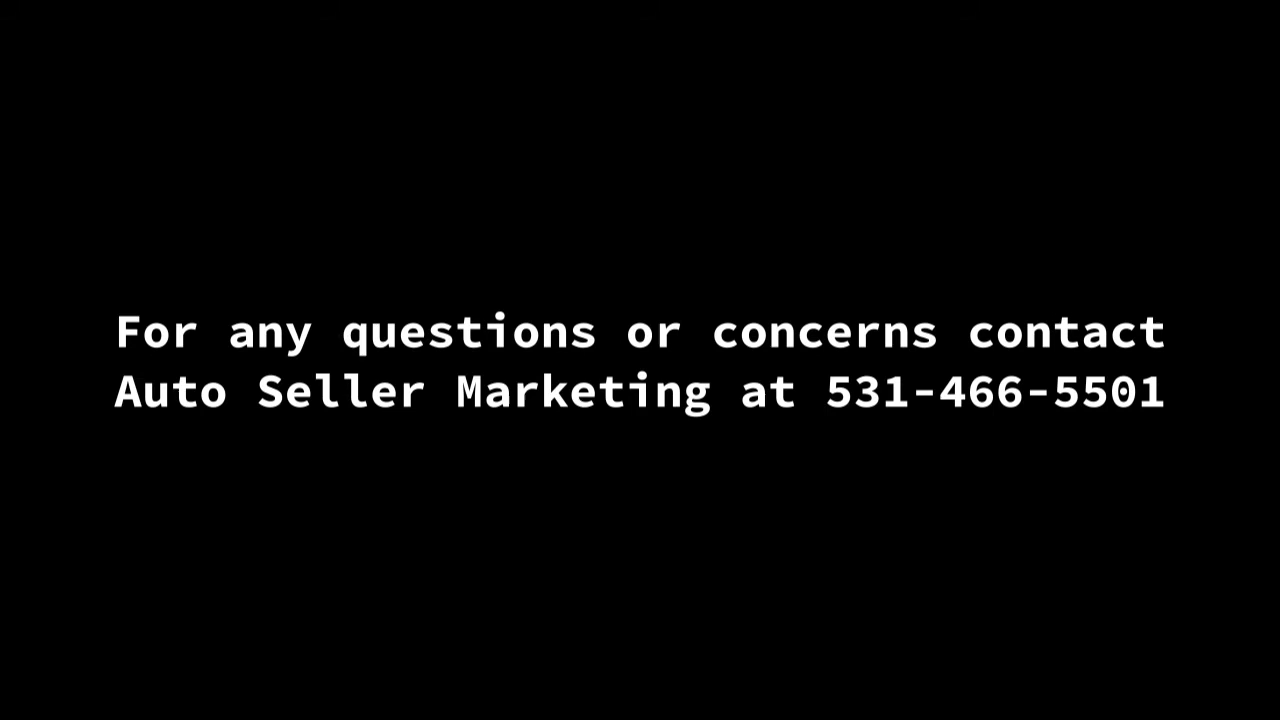 For any questions or concerns contact
Auto Seller Marketing at 531-466-5501